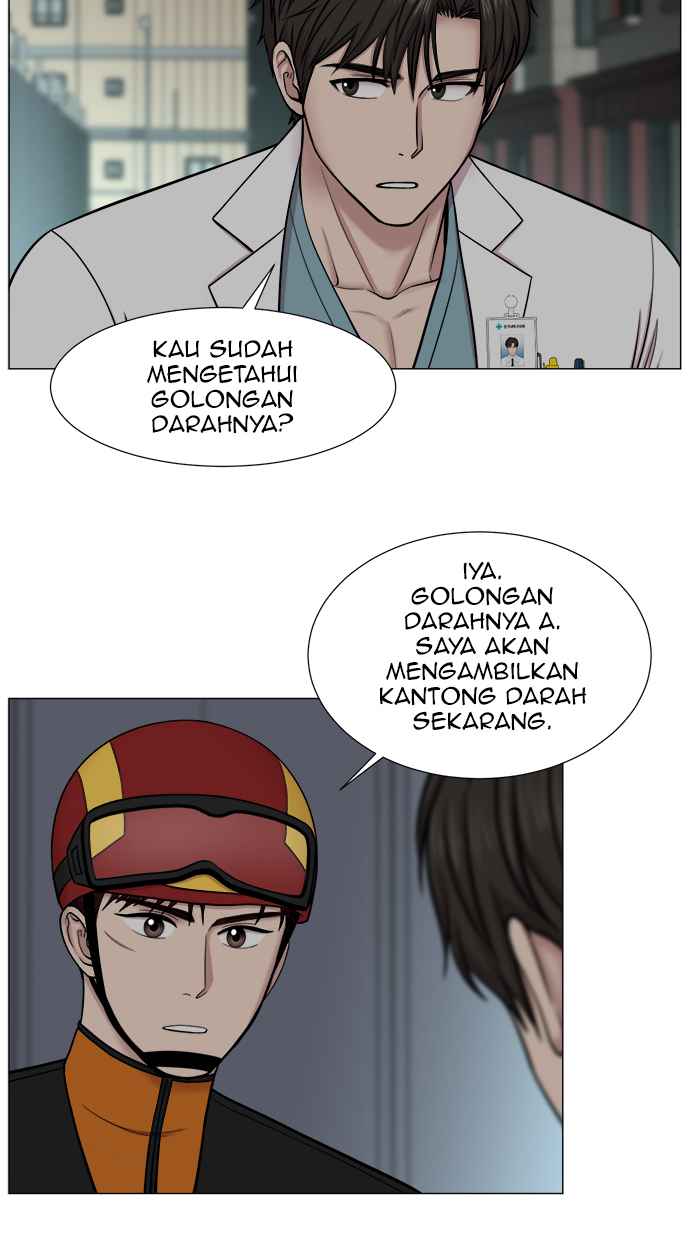 KAU SUDAH
MENGETAHUI
GOLONGAN
DARAHNYA?
IYA.
GOLONGAN
DARAHNYA A.
SAYA AKAN
MENGAMBILKAN
KANTONG DARAH
SEKARANG.